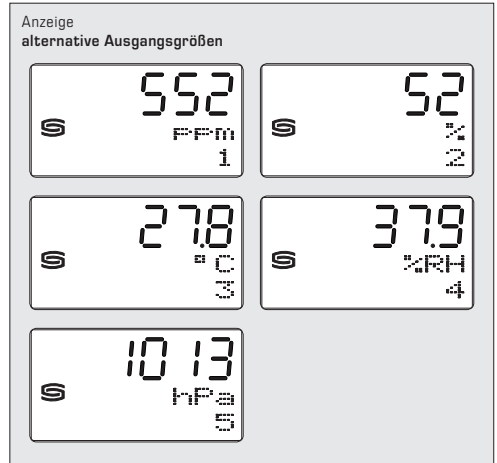 Anzeige
alternative Ausgangsgrößen
552
ppm
1
52
%
2
27.8
°C
3
37.9
%RH
4
1013
hPa
5